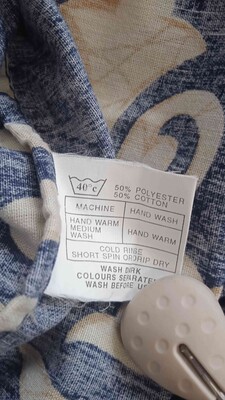 40°C 50% POLYESTER
50% COTTON
MACHINE HAND WASH
HAND WARM
MEDIUM
WASH HAND WARM
COLD RINSE
SHORT SPIN OR DRIP DRY
WASH DARK
COLOURS SEPARATE
WASH BEFORE